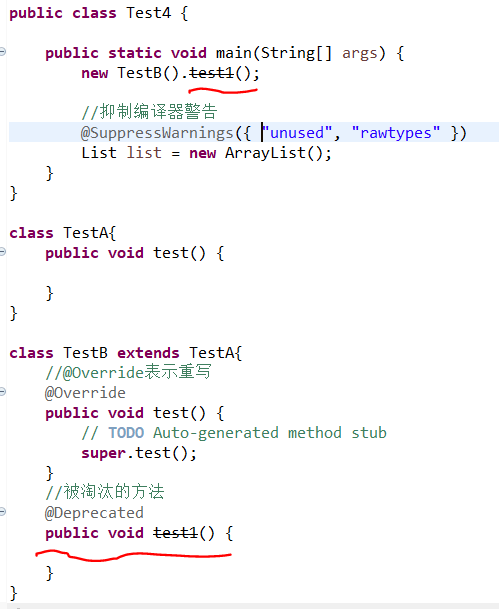 public class Test4 {
public static void main(String[] args) {
new TestB().test1();
//抑制编译器警告
@SuppressWarnings({ "unused", "rawtypes" })
List list = new ArrayList();
}
}
class TestA{
public void test() {
}
}
class TestB extends TestA{
//@Override表示重写
@Override
public void test() {
// TODO Auto-generated method stub
super.test();
}
//被淘汰的方法
@Deprecated
public void test1() {
}
}